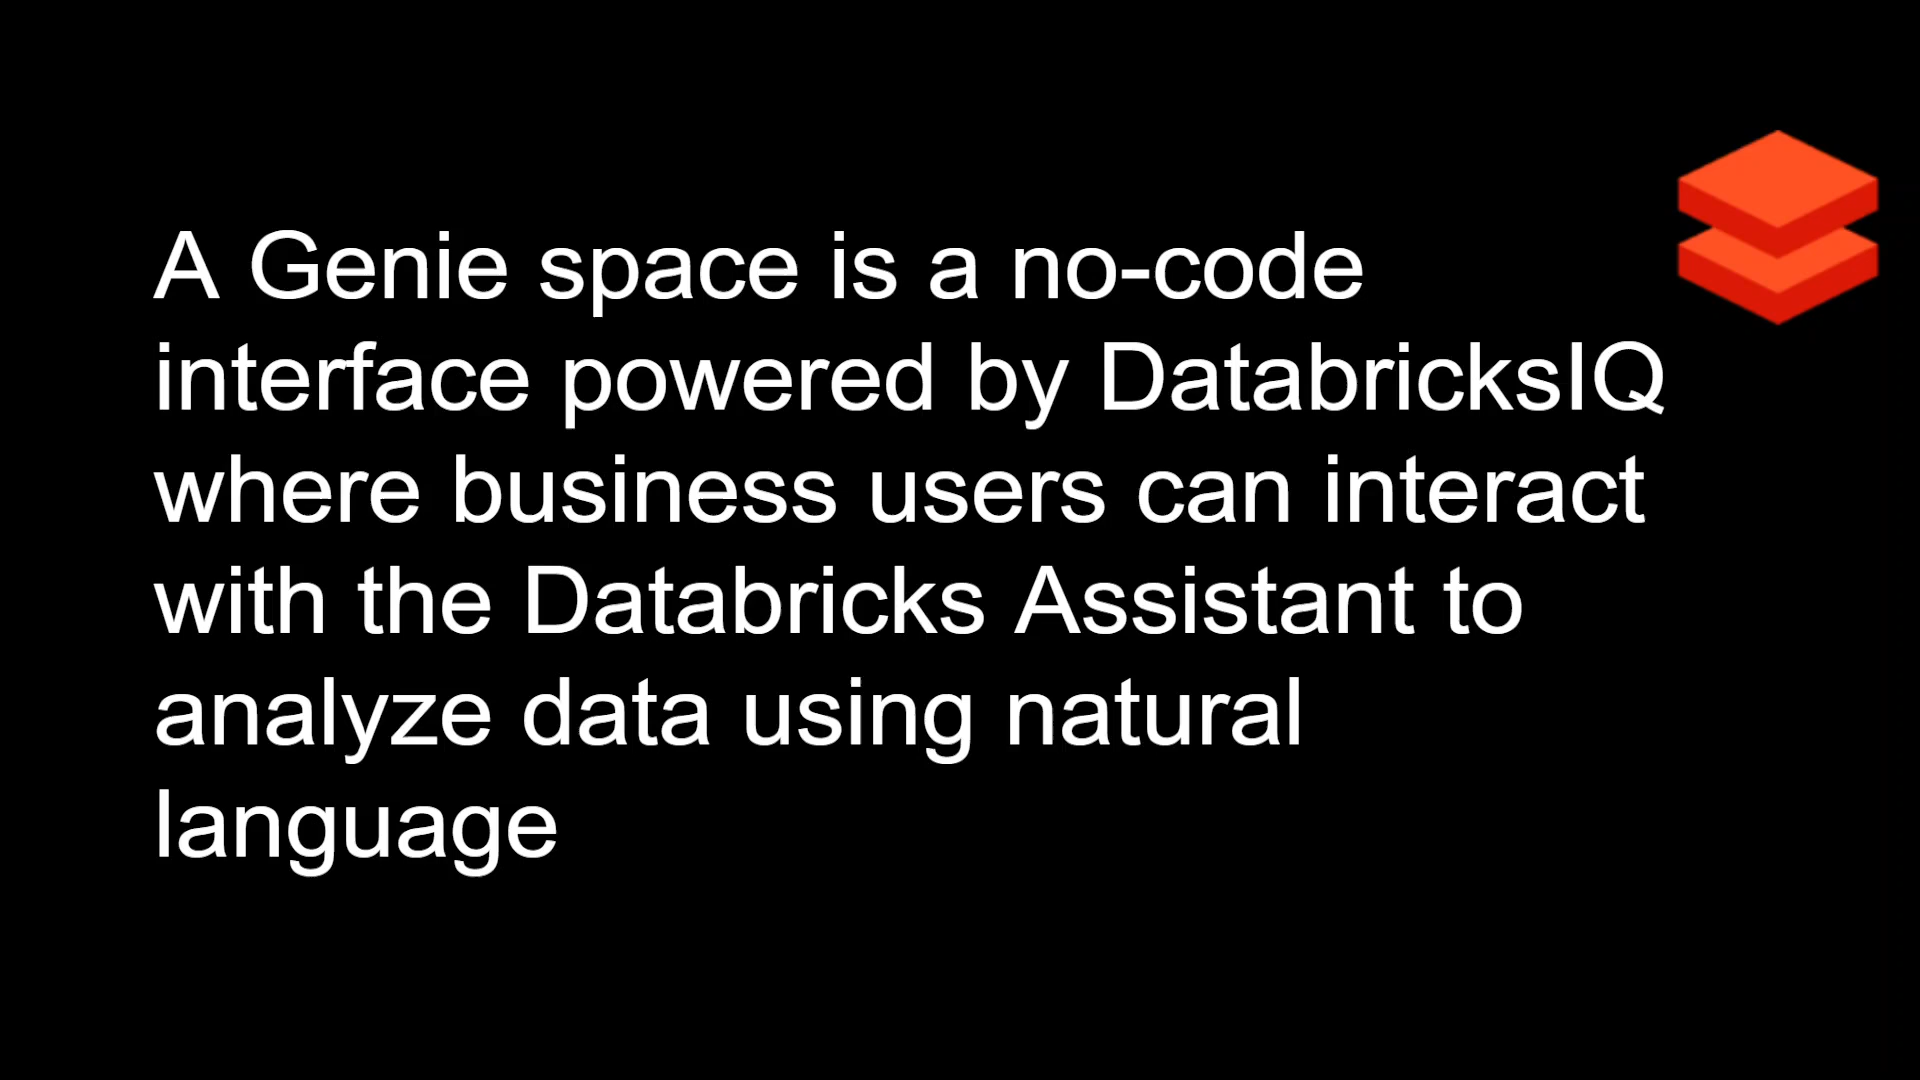 A Genie space is a no-code
interface powered by DatabricksIQ
where business users can interact
with the Databricks Assistant to
analyze data using natural
language